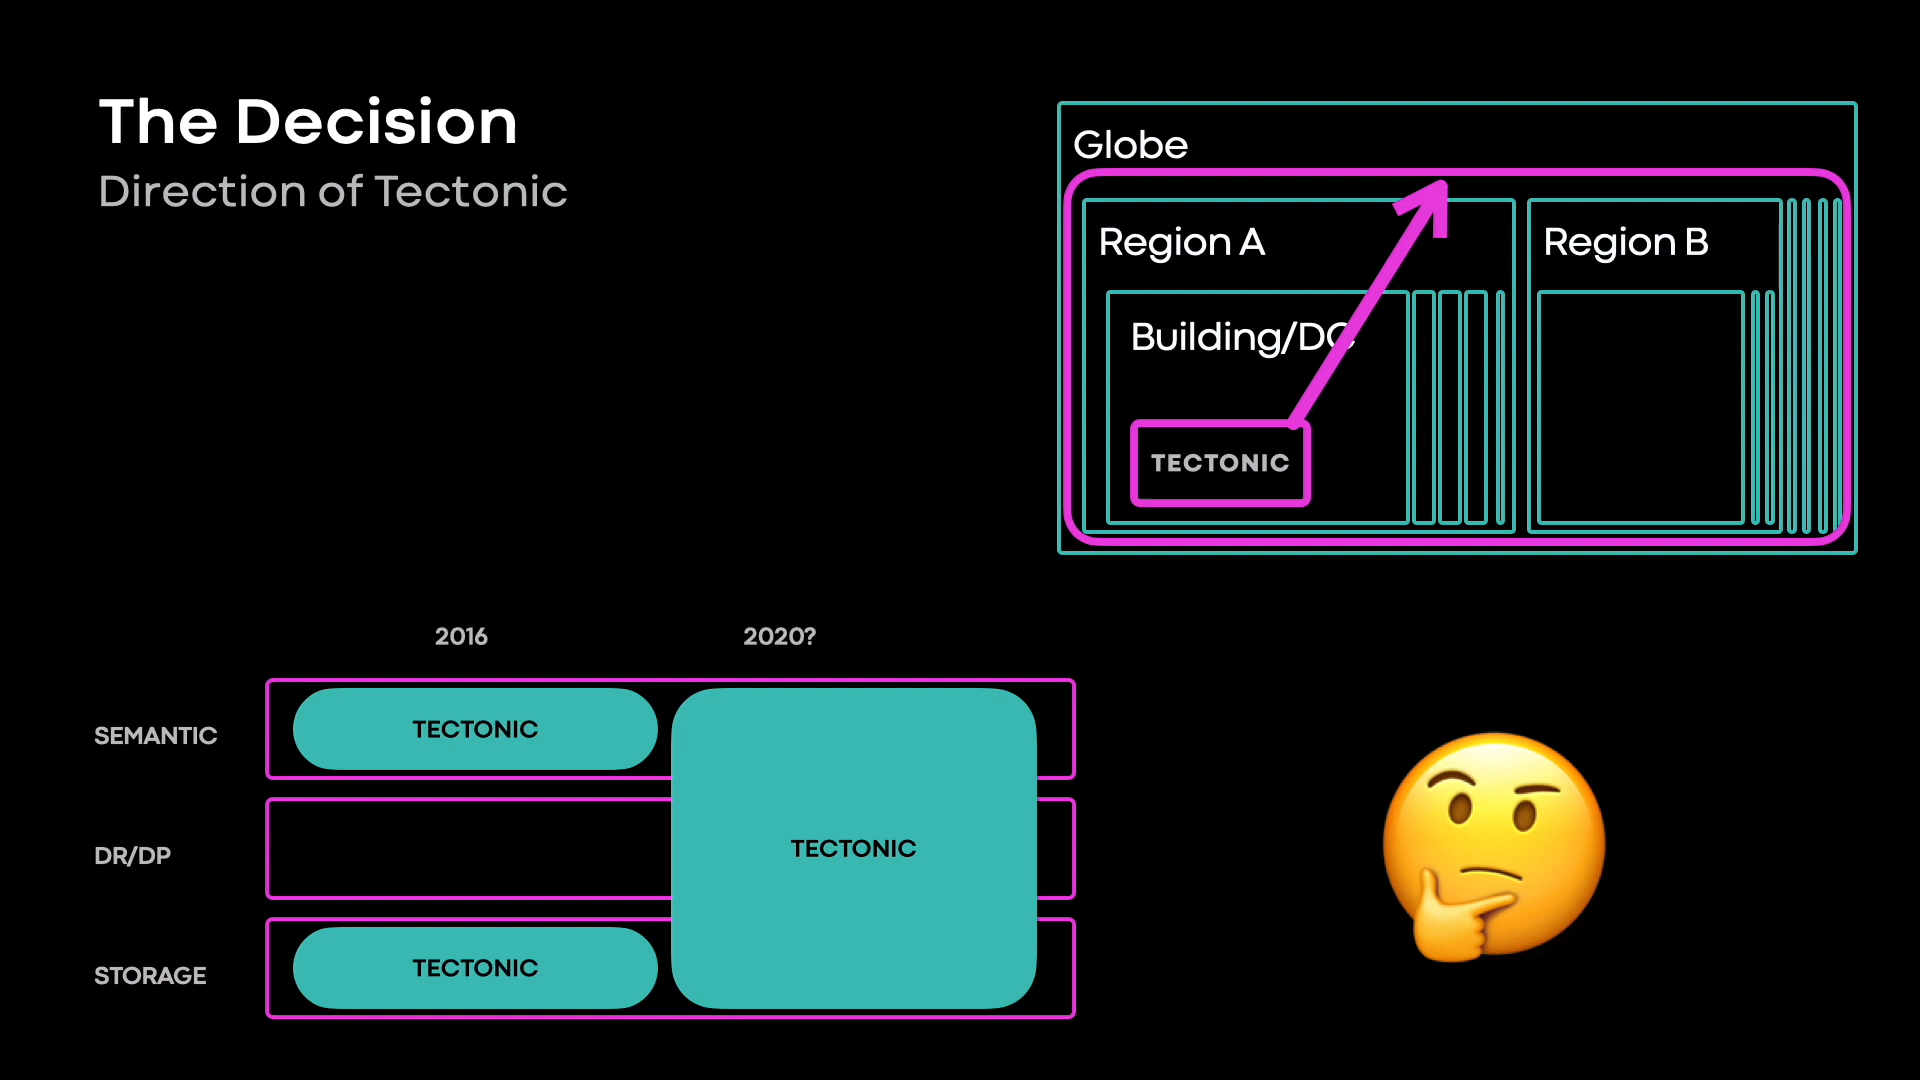 The Decision
Direction of Tectonic
Globe
Region A
Region B
Building/DC
TECTONIC
2016
2020?
SEMANTIC
TECTONIC
DR/DP
TECTONIC
STORAGE
TECTONIC